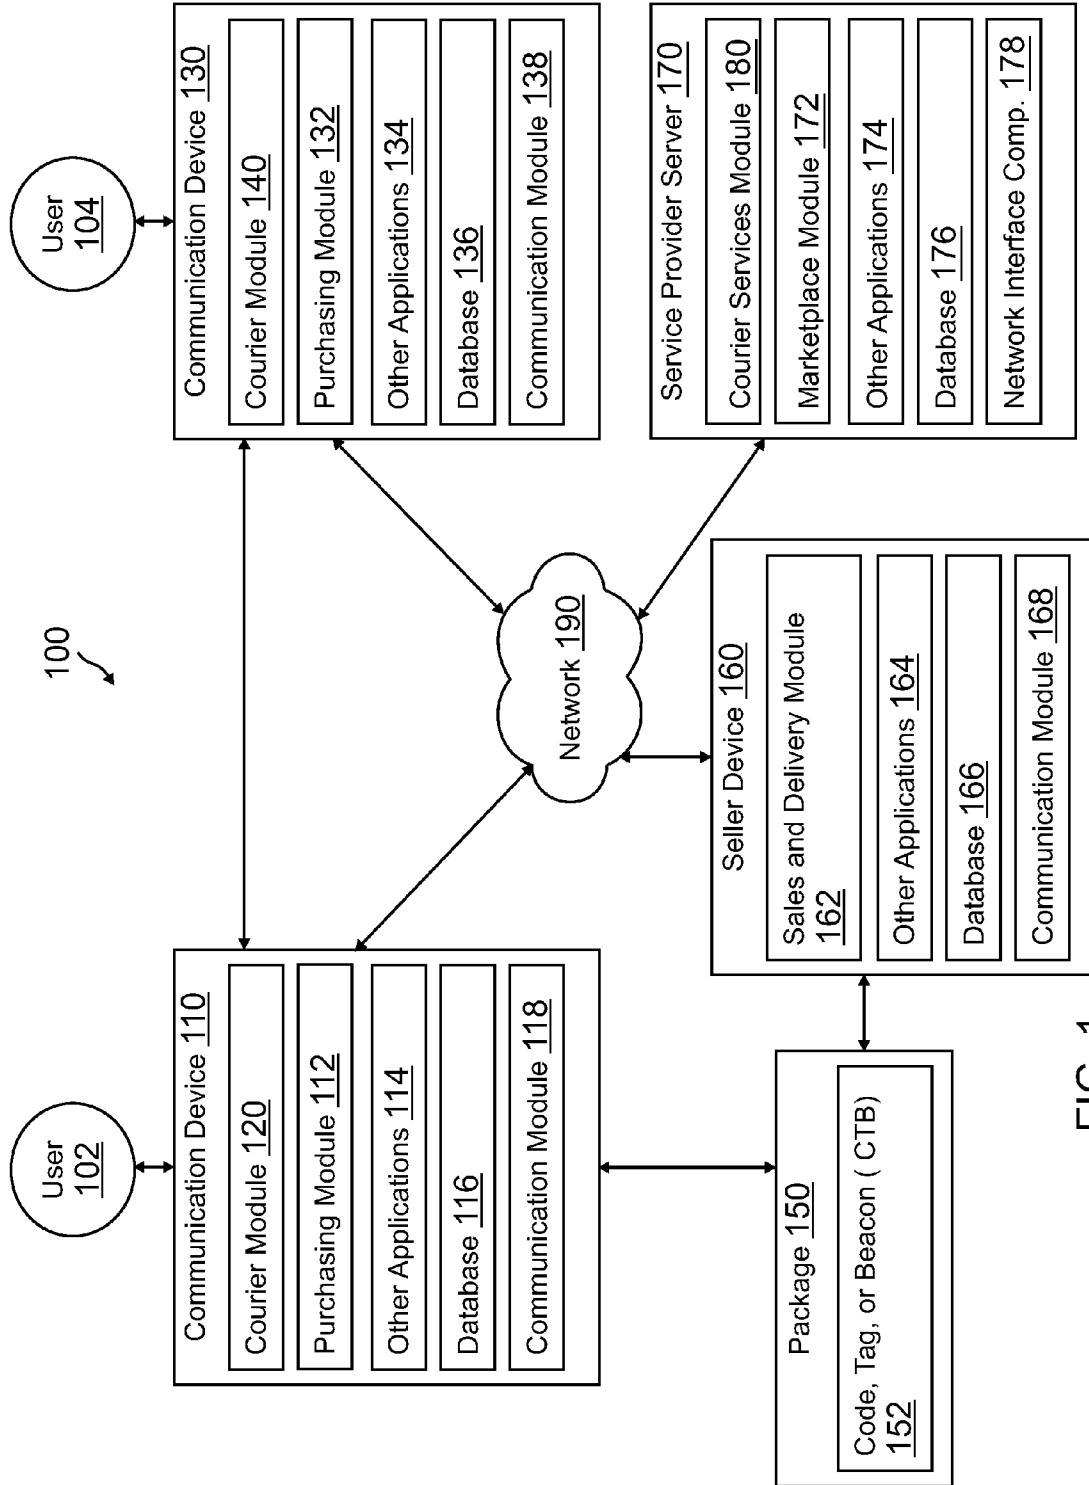 100
User
102
Communication Device 110
Courier Module 120
Purchasing Module 112
Other Applications 114
Database 116
Communication Module 118
User
104
Communication Device 130
Courier Module 140
Purchasing Module 132
Other Applications 134
Database 136
Communication Module 138
Network 190
Package 150
Code, Tag, or Beacon ( CTB)
152
Seller Device 160
Sales and Delivery Module
162
Other Applications 164
Database 166
Communication Module 168
Service Provider Server 170
Courier Services Module 180
Marketplace Module 172
Other Applications 174
Database 176
Network Interface Comp. 178
FIG. 1